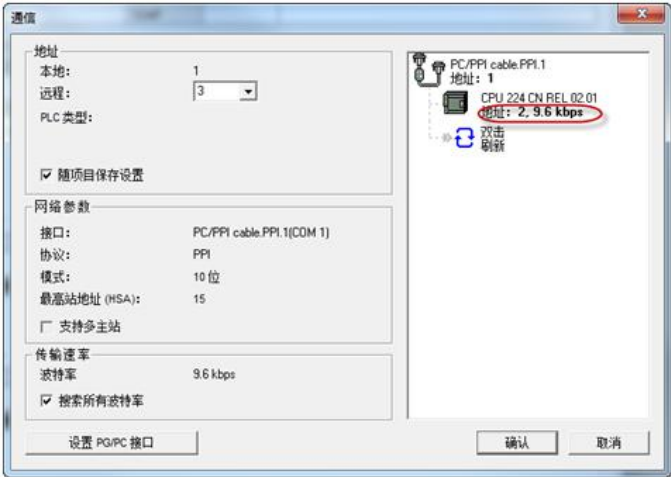 通信
地址
本地： 1
远程： 3
PLC 类型：
随项目保存设置
网络参数
接口： PC/PPI cable.PPI.1(COM 1)
协议： PPI
模式： 10 位
最高站地址 (HSA)： 15
支持多主站
传输速率
波特率 9.6 kbps
搜索所有波特率
设置 PG/PC 接口
PC/PPI cable.PPI.1
地址：1
CPU 224 CN REL 02.01
地址：2, 9.6 kbps
双击
刷新
确认
取消